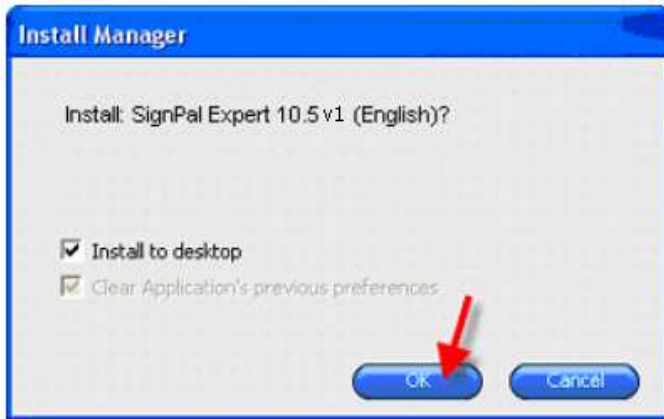 Install Manager
Install: SignPal Expert 10.5 v1 (English)?
Install to desktop
Clear Application's previous preferences
OK
Cancel